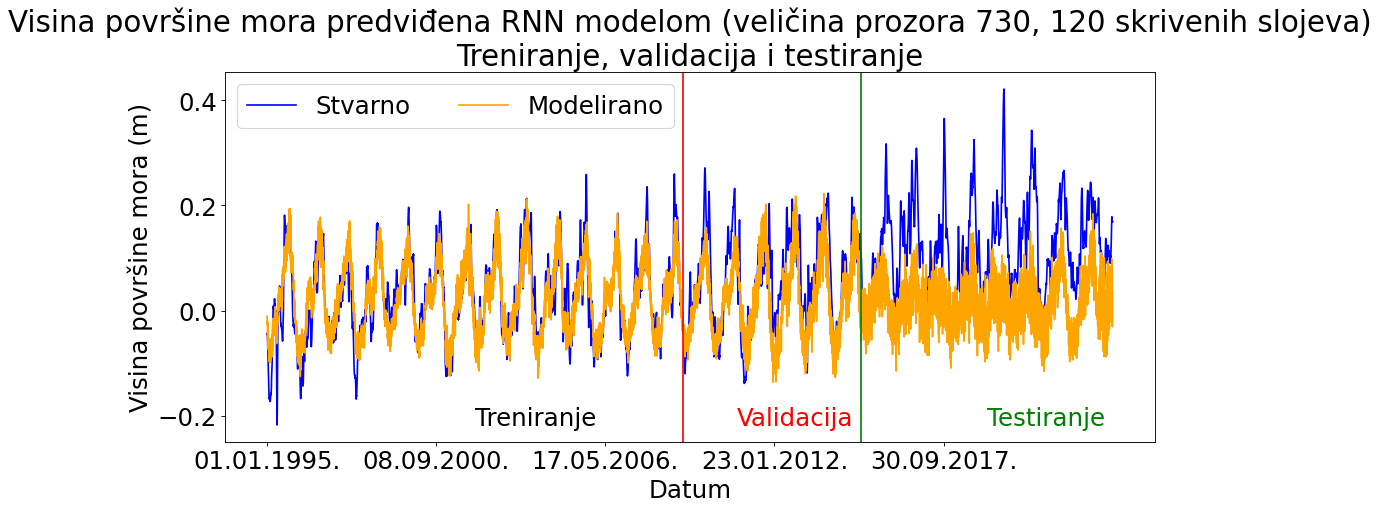 Visina površine mora predviđena RNN modelom (veličina prozora 730, 120 skrivenih slojeva)
Treniranje, validacija i testiranje
Stvarno
Modelirano
Visina površine mora (m)
0.4
0.2
0.0
−0.2
Treniranje
Validacija
Testiranje
01.01.1995.
08.09.2000.
17.05.2006.
23.01.2012.
30.09.2017.
Datum